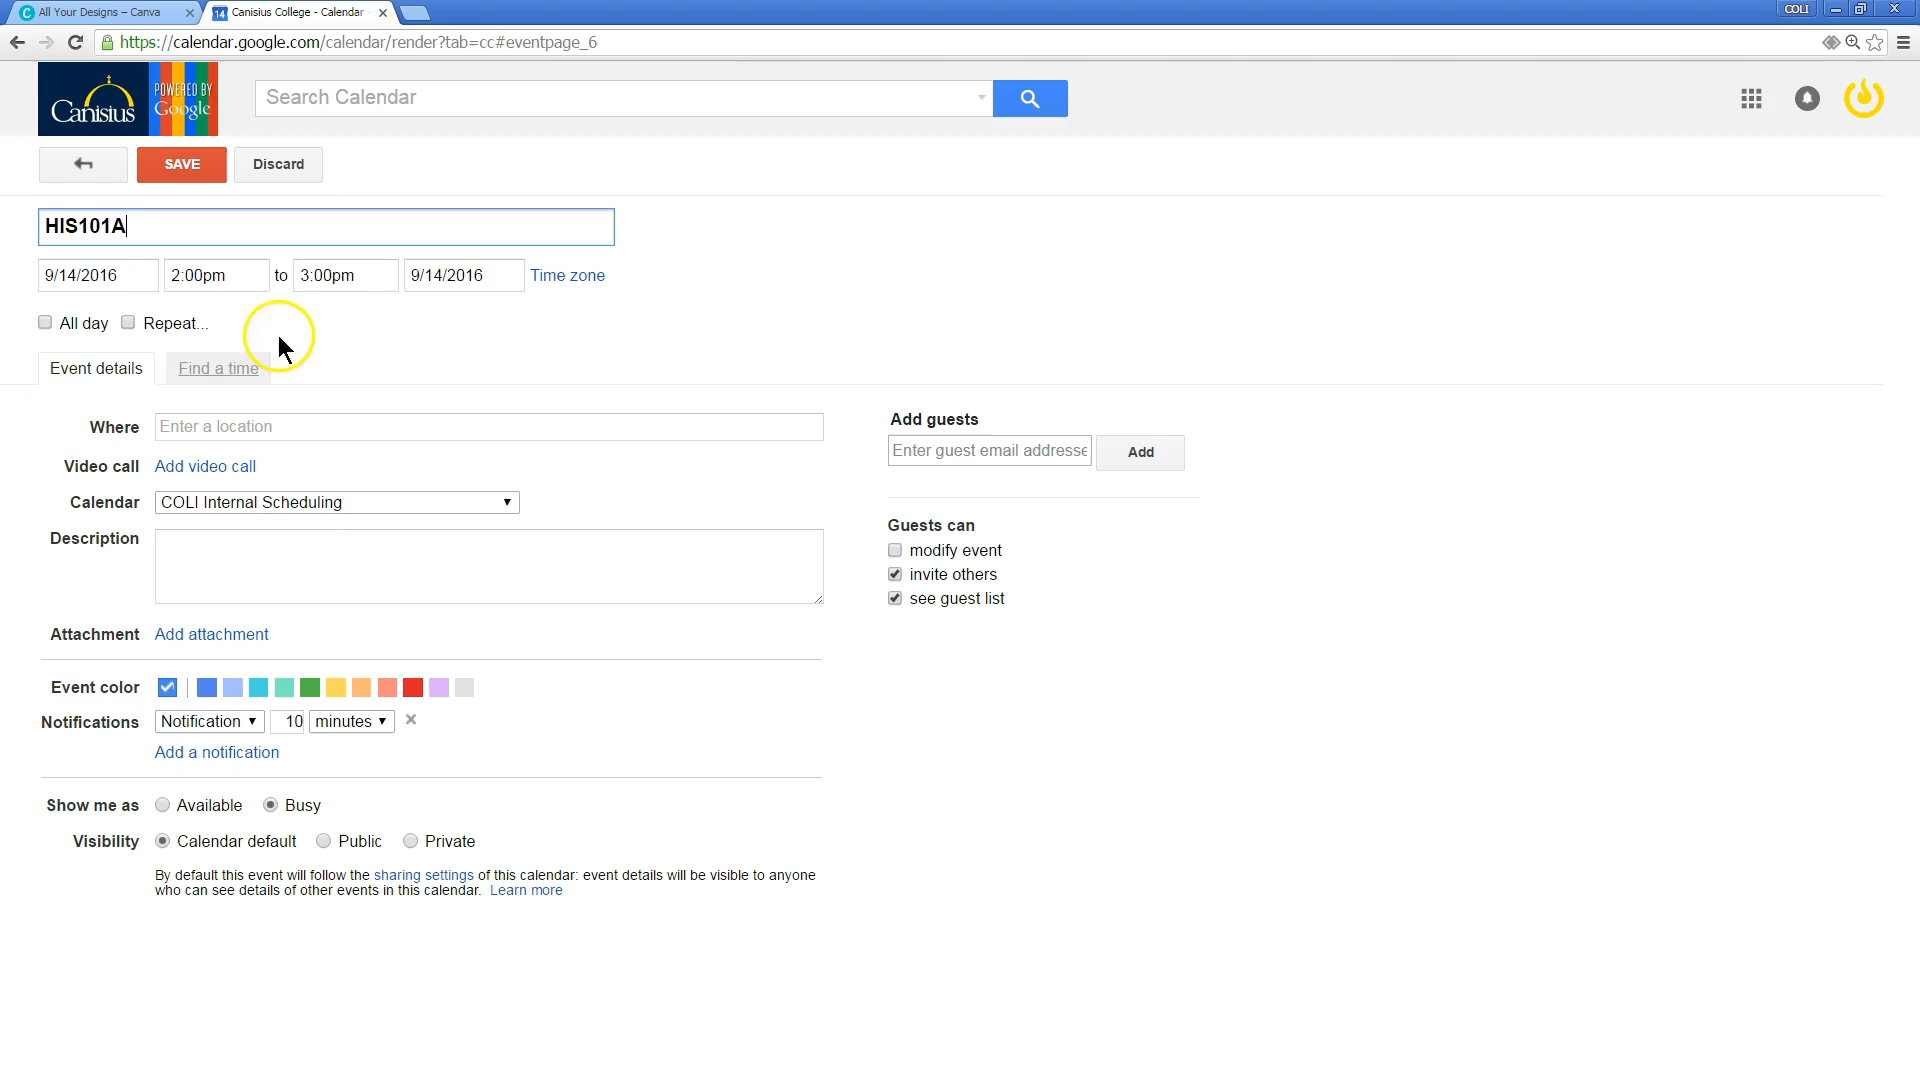 All Your Designs – Canva
14 Canisius College - Calendar
COLI
https://calendar.google.com/calendar/render?tab=cc#eventpage_6
Canisius
POWERED BY
Google
Search Calendar
SAVE
Discard
HIS101A
9/14/2016 2:00pm to 3:00pm 9/14/2016 Time zone
All day Repeat...
Event details Find a time
Where Enter a location
Video call Add video call
Calendar COLI Internal Scheduling
Description
Attachment Add attachment
Event color
Notifications Notification 10 minutes
Add a notification
Show me as Available Busy
Visibility Calendar default Public Private
By default this event will follow the sharing settings of this calendar: event details will be visible to anyone
who can see details of other events in this calendar. Learn more
Add guests
Enter guest email addresse Add
Guests can
modify event
invite others
see guest list